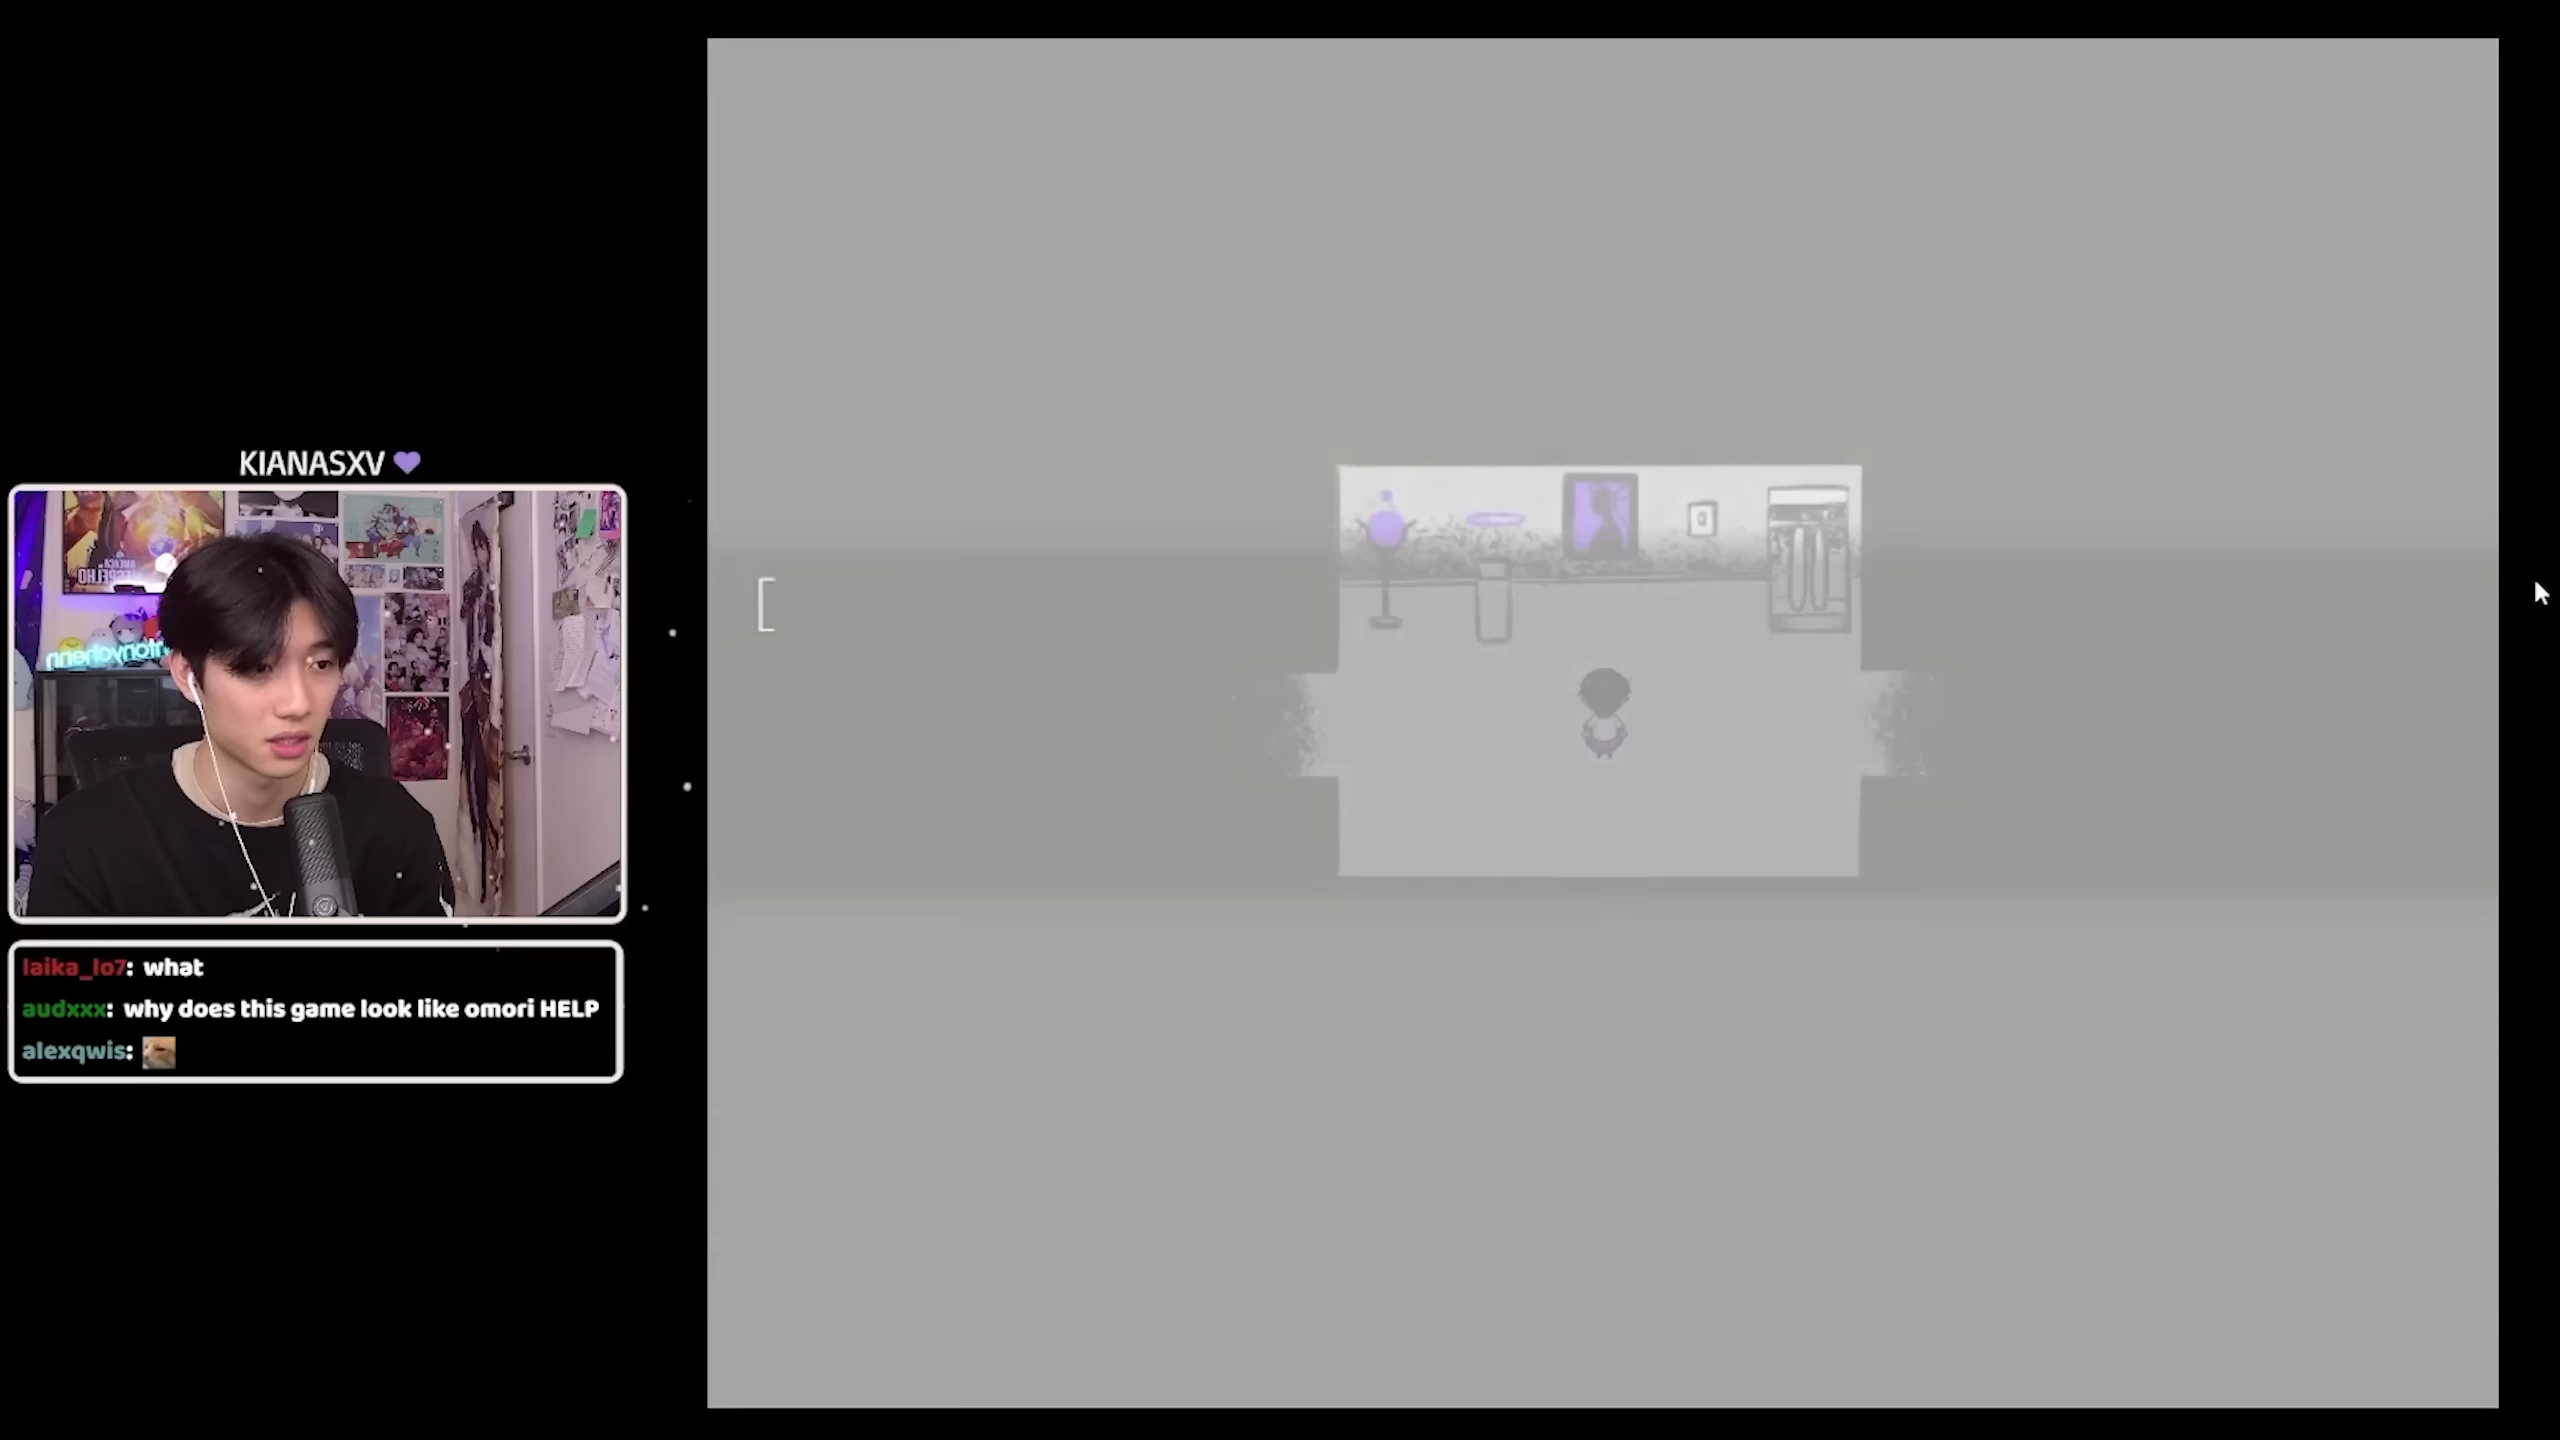 KIANASXV 💜
[
laika_lo7: what
audxxx: why does this game look like omori HELP
alexqwis: